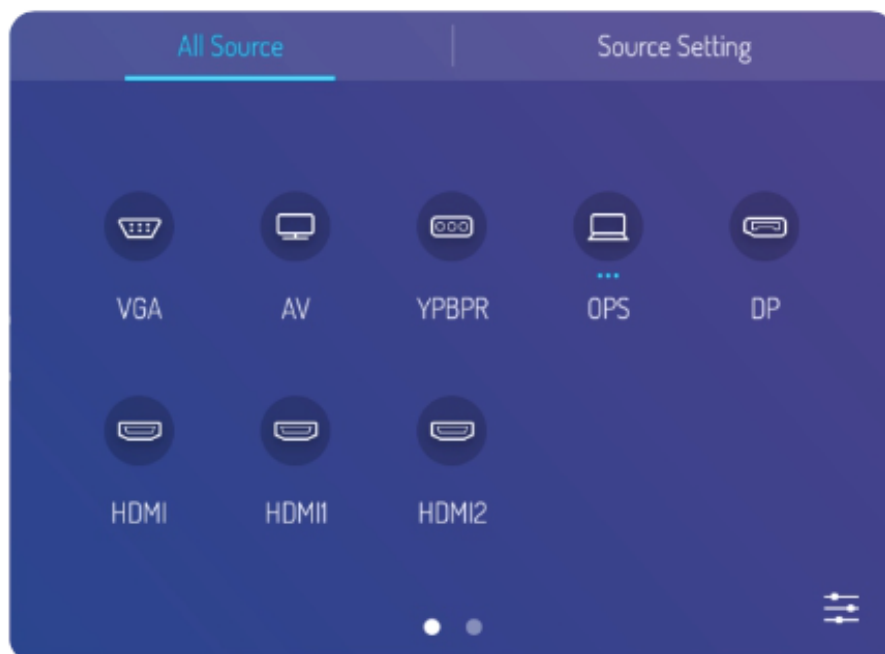 All Source Source Setting
VGA AV YPBPR OPS DP
HDMI HDMI1 HDMI2